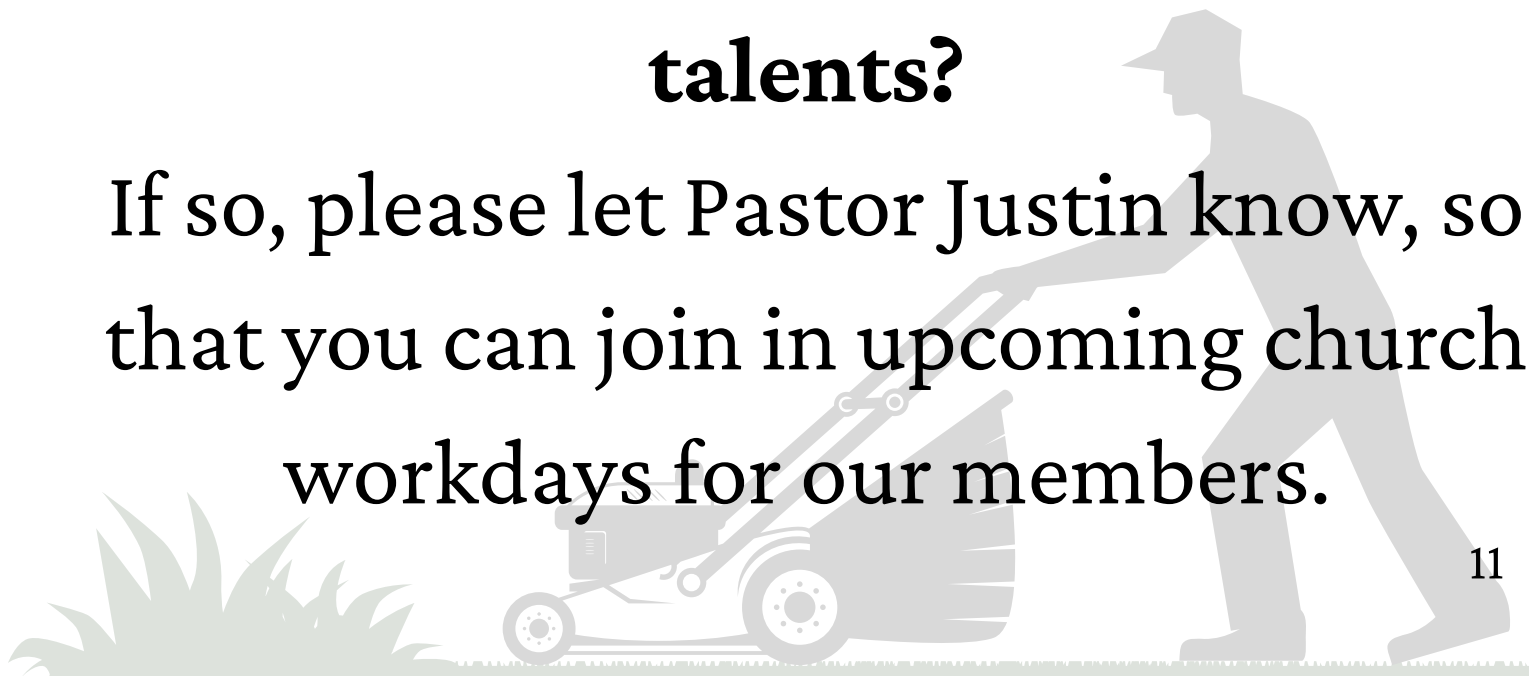 talents?
If so, please let Pastor Justin know, so
that you can join in upcoming church
workdays for our members.
11